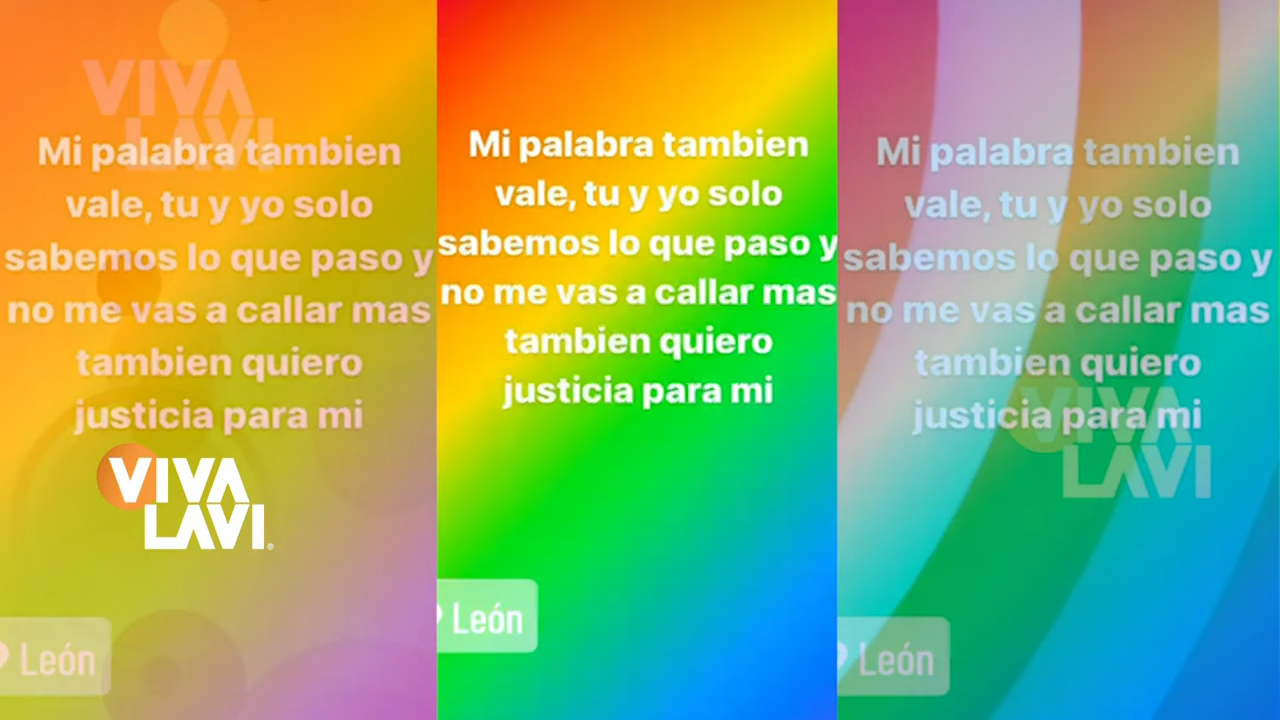 VIVA
LAVI
Mi palabra tambien
vale, tu y yo solo
sabemos lo que paso y
no me vas a callar mas
tambien quiero
justicia para mi
VIVA
LAVI®
León
Mi palabra tambien
vale, tu y yo solo
sabemos lo que paso y
no me vas a callar mas
tambien quiero
justicia para mi
León
Mi palabra tambien
vale, tu y yo solo
sabemos lo que paso y
no me vas a callar mas
tambien quiero
justicia para mi
VIVA
LAVI
León